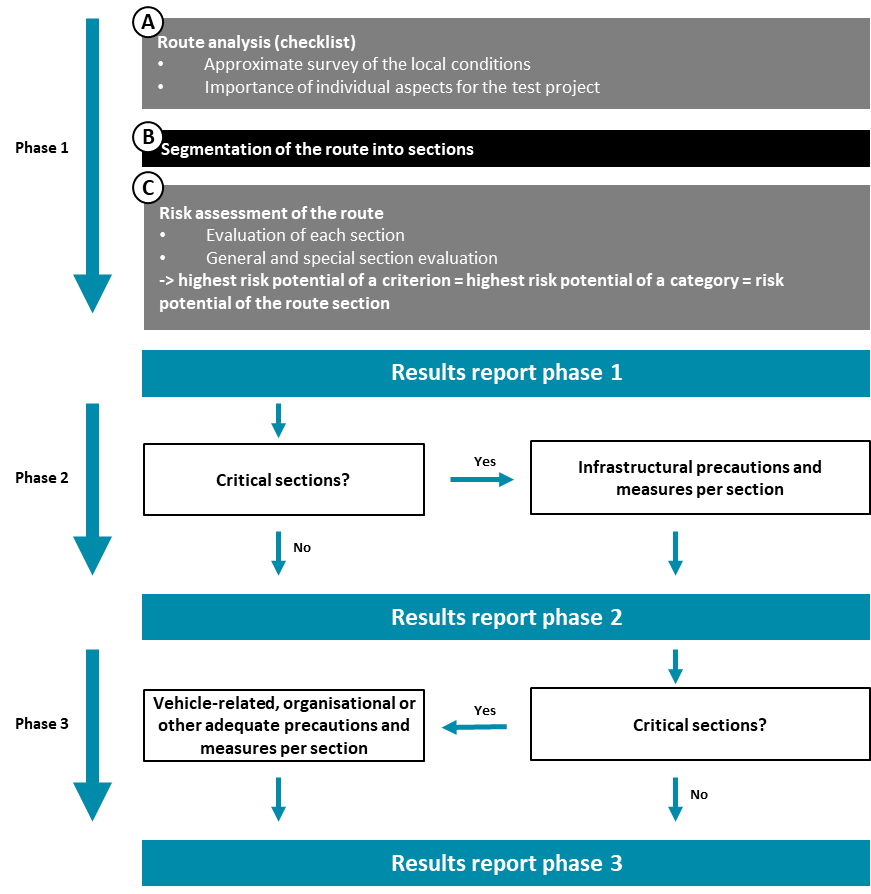 A
Route analysis (checklist)
• Approximate survey of the local conditions
• Importance of individual aspects for the test project
Phase 1
B
Segmentation of the route into sections
C
Risk assessment of the route
• Evaluation of each section
• General and special section evaluation
-> highest risk potential of a criterion = highest risk potential of a category = risk
potential of the route section
Results report phase 1
Phase 2
Critical sections?
Yes
Infrastructural precautions and
measures per section
No
Results report phase 2
Phase 3
Vehicle-related, organisational or
other adequate precautions and
measures per section
Yes
Critical sections?
No
Results report phase 3